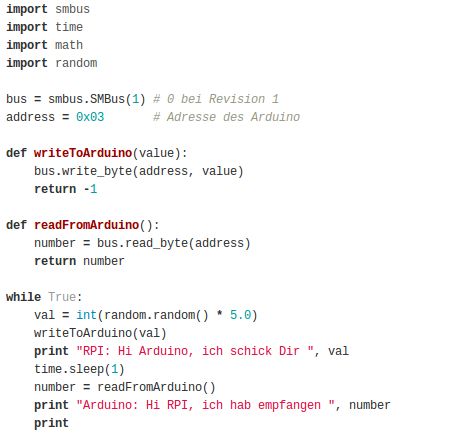 import smbus
import time
import math
import random

bus = smbus.SMBus(1) # 0 bei Revision 1
address = 0x03       # Adresse des Arduino

def writeToArduino(value):
    bus.write_byte(address, value)
    return -1

def readFromArduino():
    number = bus.read_byte(address)
    return number

while True:
    val = int(random.random() * 5.0)
    writeToArduino(val)
    print "RPI: Hi Arduino, ich schick Dir ", val
    time.sleep(1)
    number = readFromArduino()
    print "Arduino: Hi RPI, ich hab empfangen ", number
    print